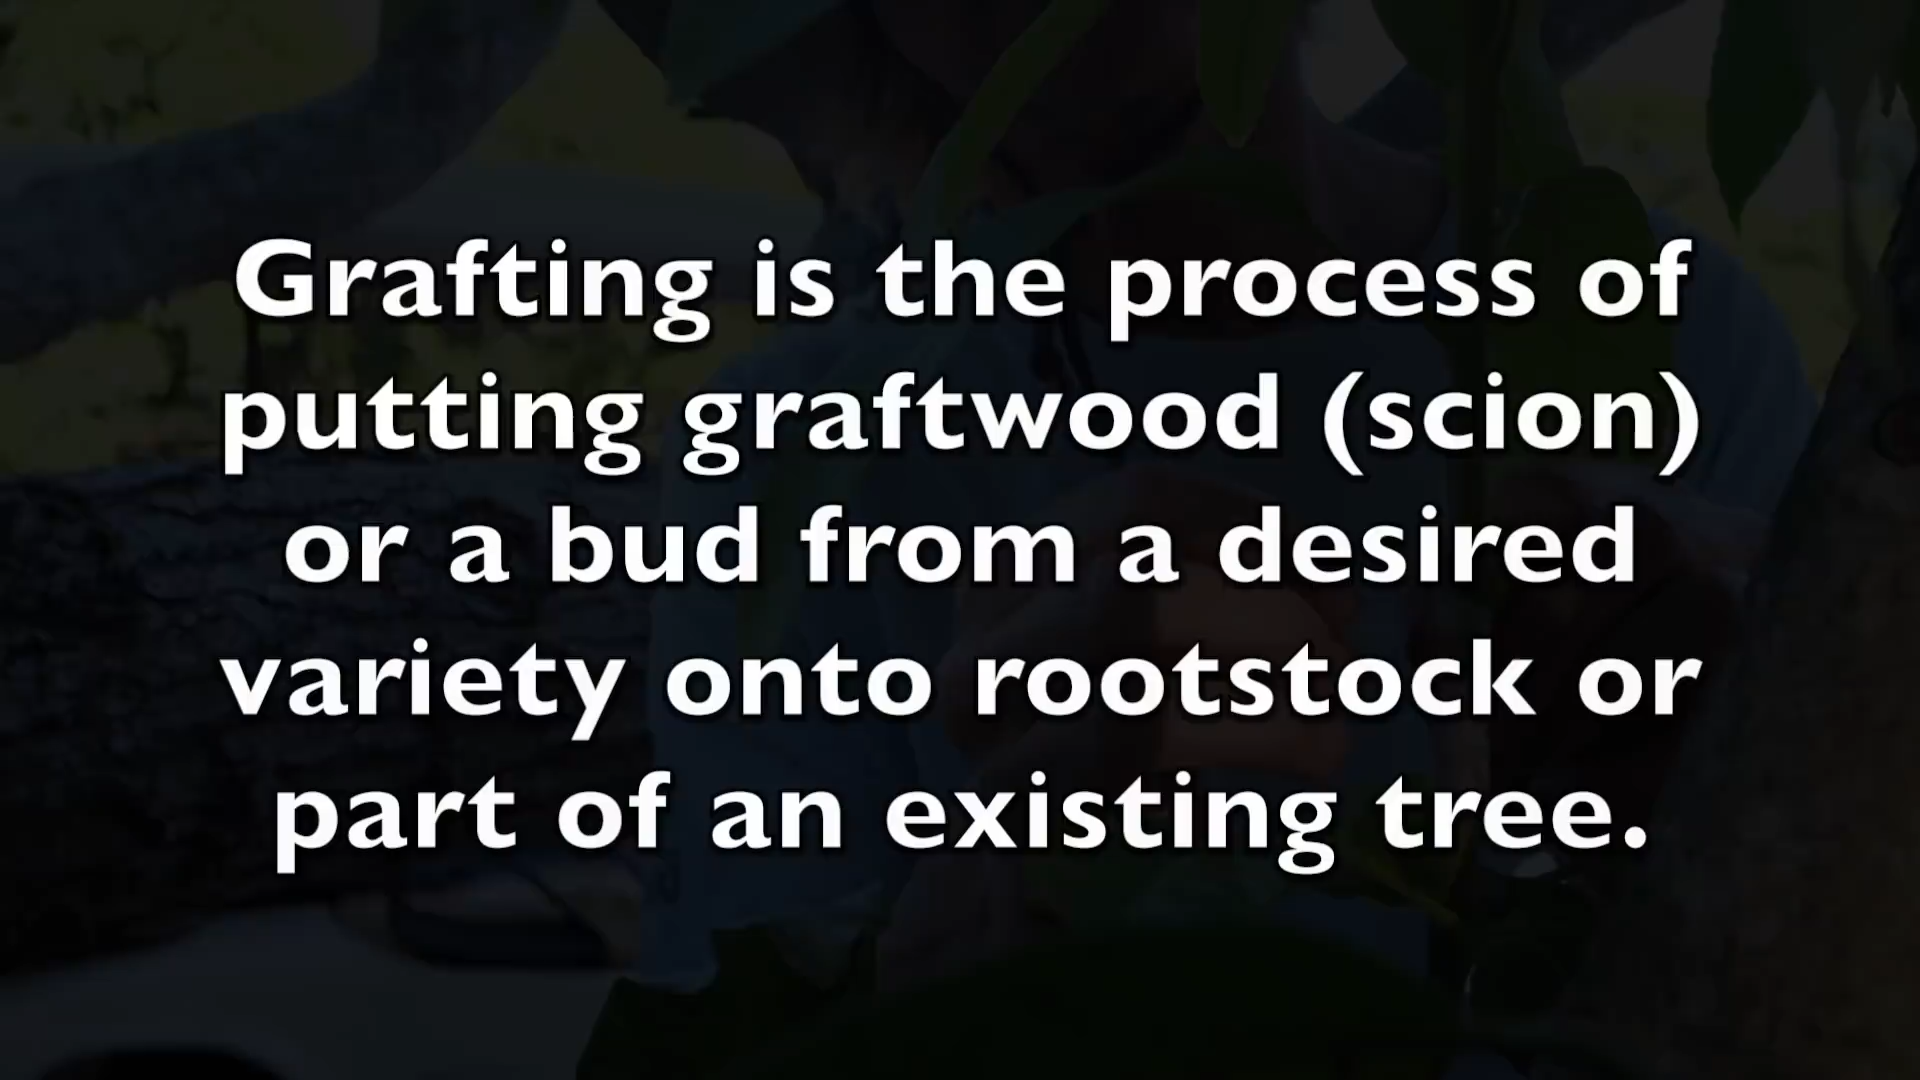 Grafting is the process of
putting graftwood (scion)
or a bud from a desired
variety onto rootstock or
part of an existing tree.